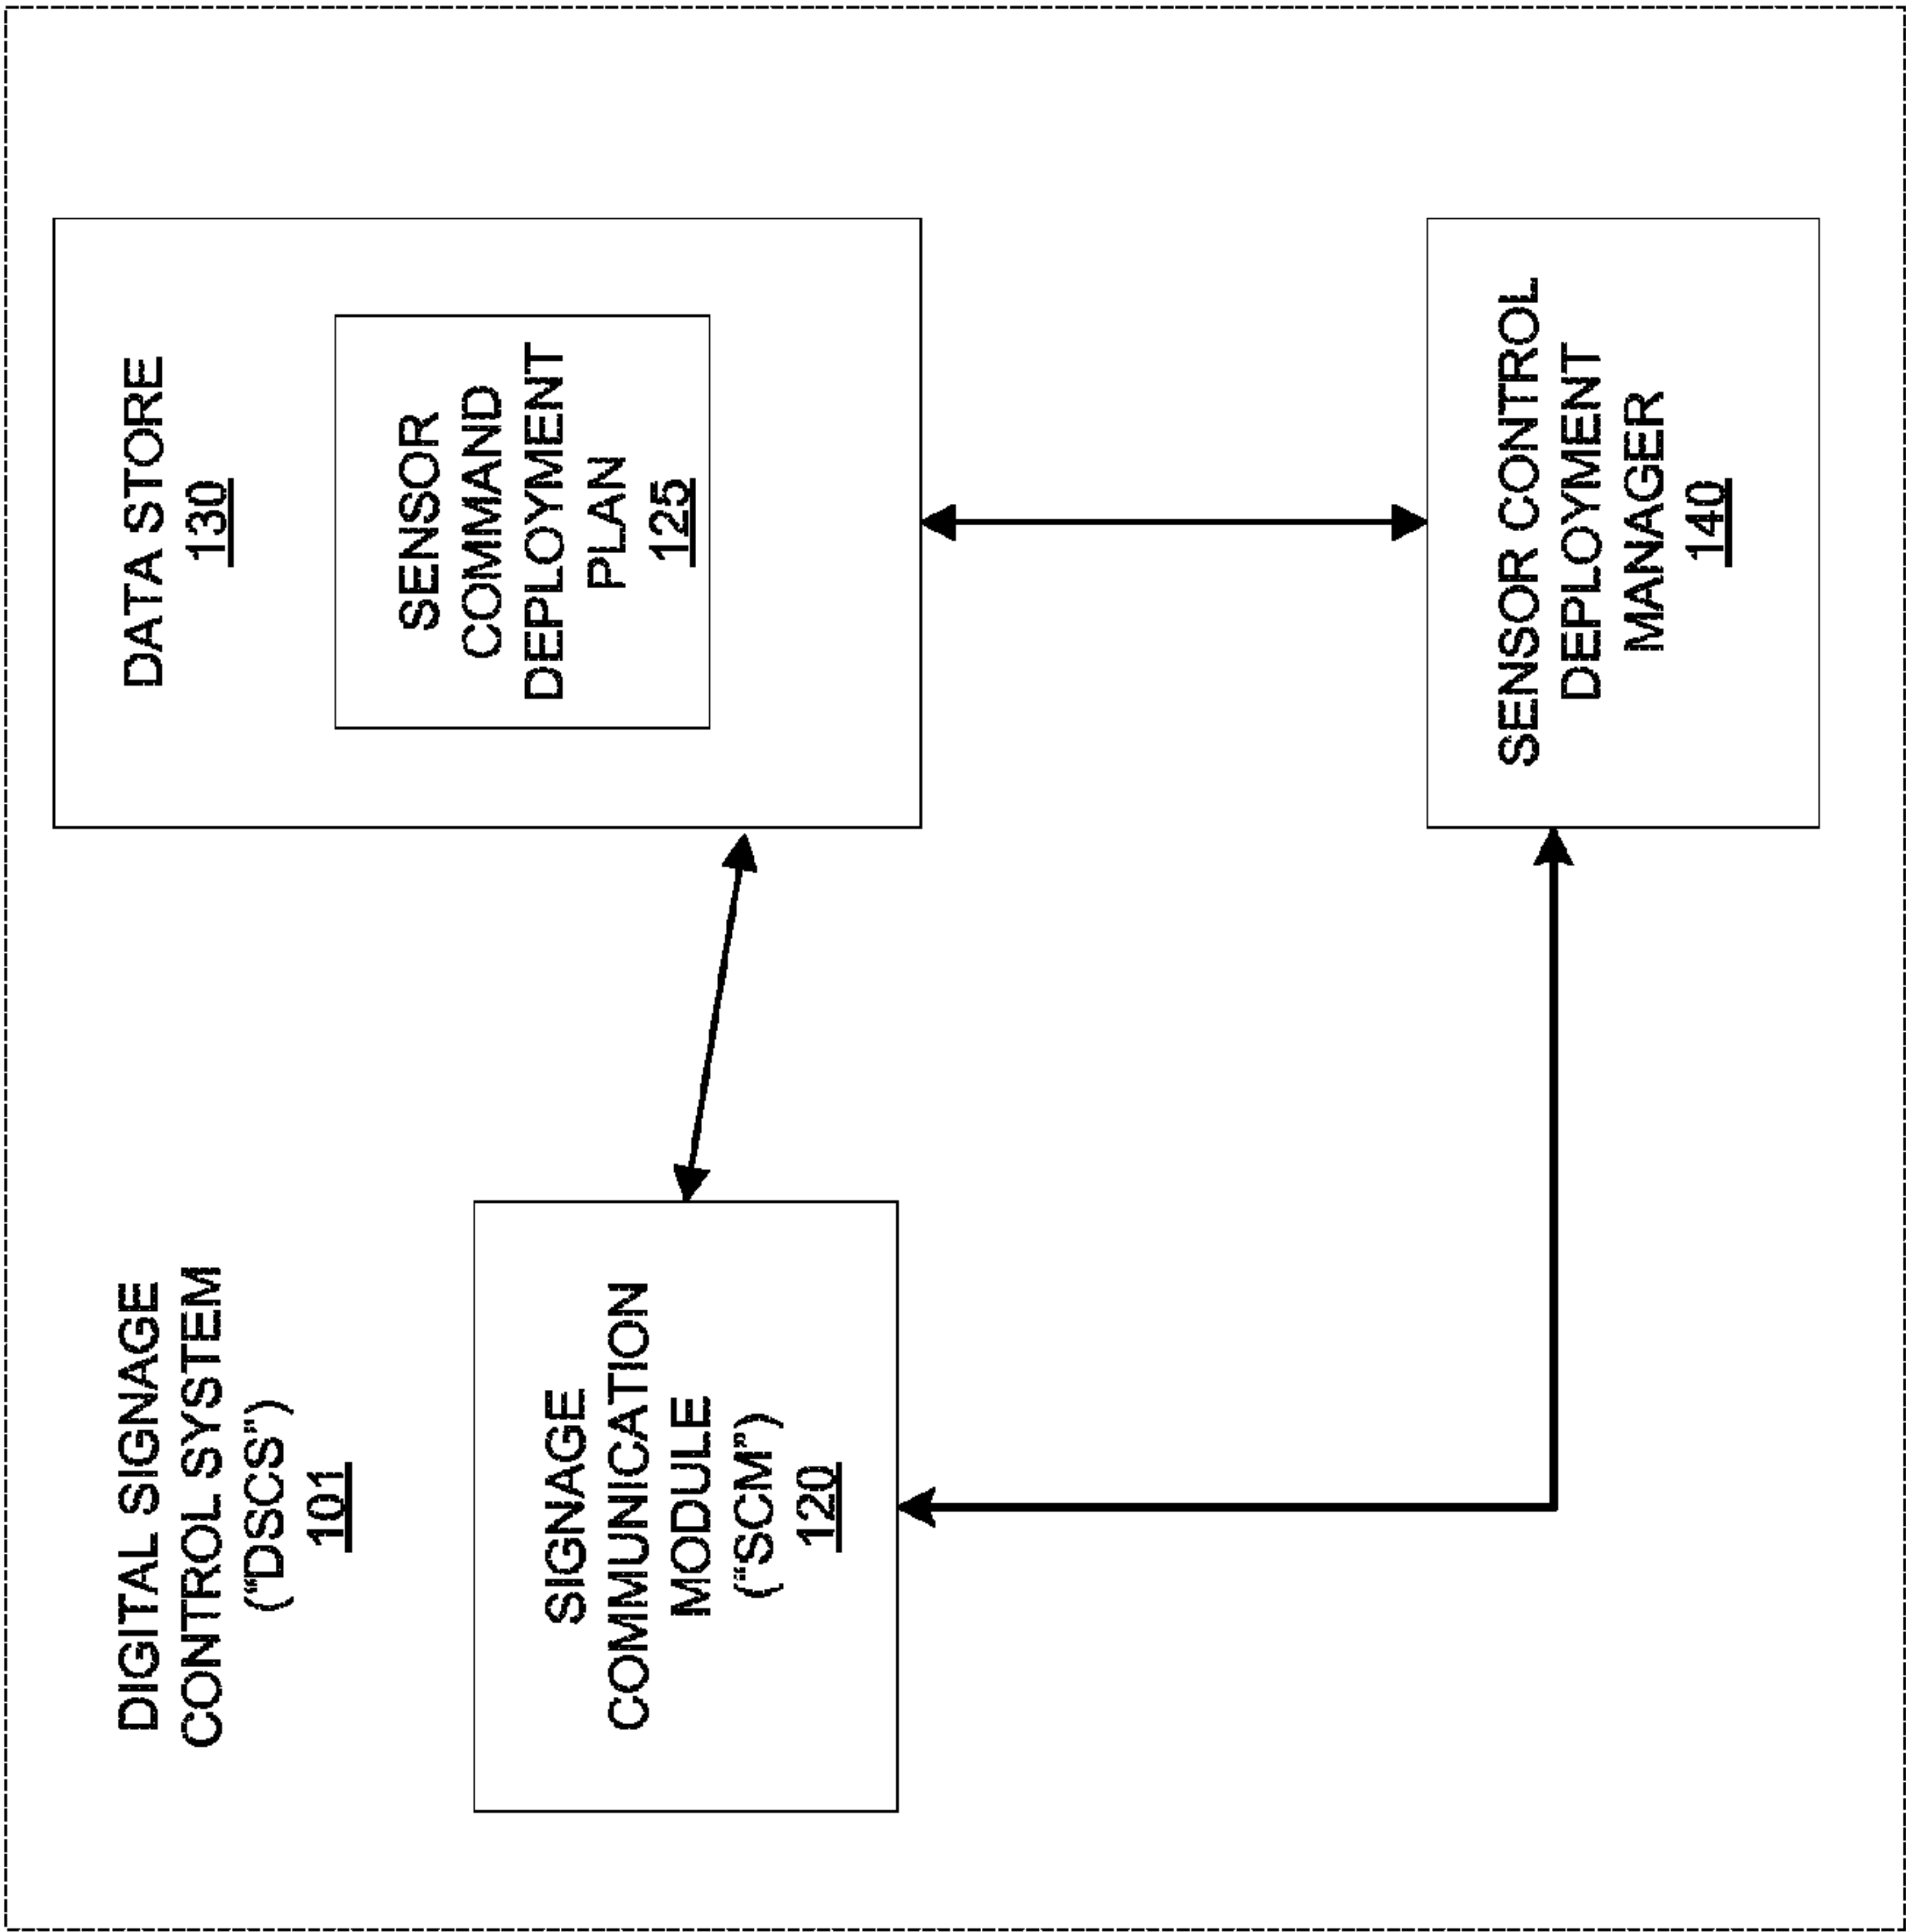 DIGITAL SIGNAGE
CONTROL SYSTEM
(“DSCS”)
101
DATA STORE
130
SENSOR
COMMAND
DEPLOYMENT
PLAN
125
SIGNAGE
COMMUNICATION
MODULE
(“SCM”)
120
SENSOR CONTROL
DEPLOYMENT
MANAGER
140